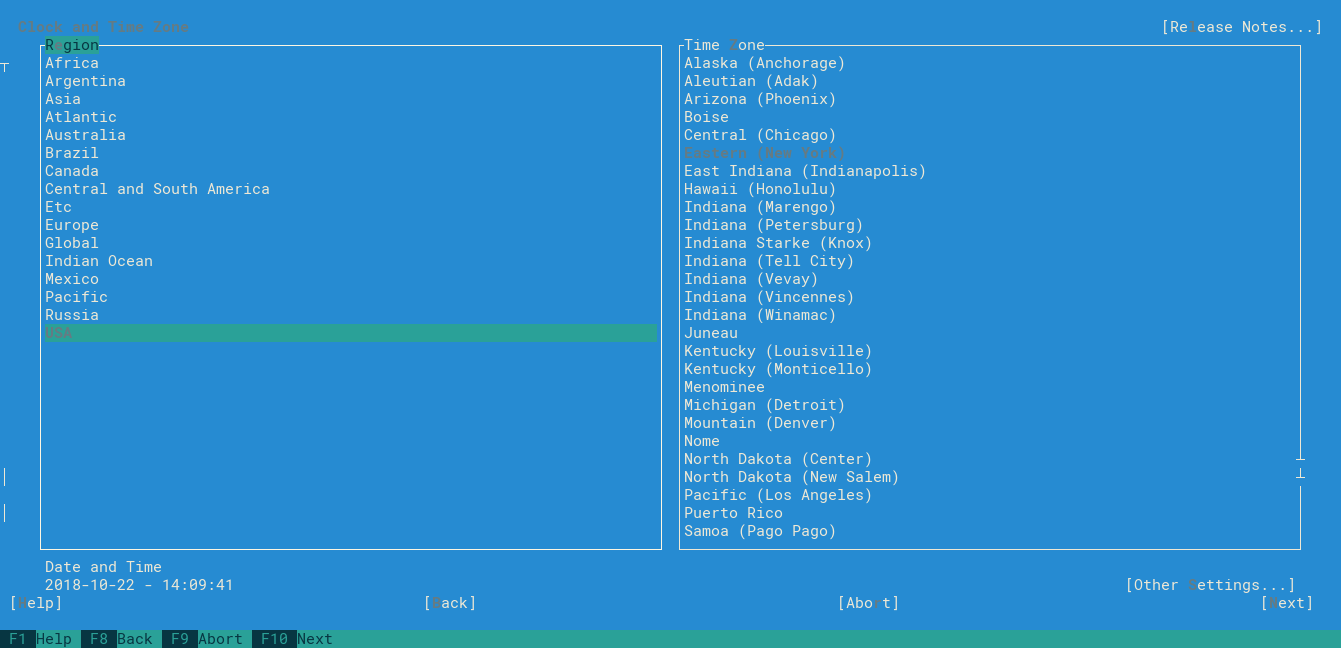 Clock and Time Zone
[Release Notes...]
Region
Africa
Argentina
Asia
Atlantic
Australia
Brazil
Canada
Central and South America
Etc
Europe
Global
Indian Ocean
Mexico
Pacific
Russia
USA
Time Zone
Alaska (Anchorage)
Aleutian (Adak)
Arizona (Phoenix)
Boise
Central (Chicago)
Eastern (New York)
East Indiana (Indianapolis)
Hawaii (Honolulu)
Indiana (Marengo)
Indiana (Petersburg)
Indiana Starke (Knox)
Indiana (Tell City)
Indiana (Vevay)
Indiana (Vincennes)
Indiana (Winamac)
Juneau
Kentucky (Louisville)
Kentucky (Monticello)
Menominee
Michigan (Detroit)
Mountain (Denver)
Nome
North Dakota (Center)
North Dakota (New Salem)
Pacific (Los Angeles)
Puerto Rico
Samoa (Pago Pago)
Date and Time
2018-10-22 - 14:09:41
[Other Settings...]
[Help] [Back] [Abort] [Next]
F1 Help F8 Back F9 Abort F10 Next